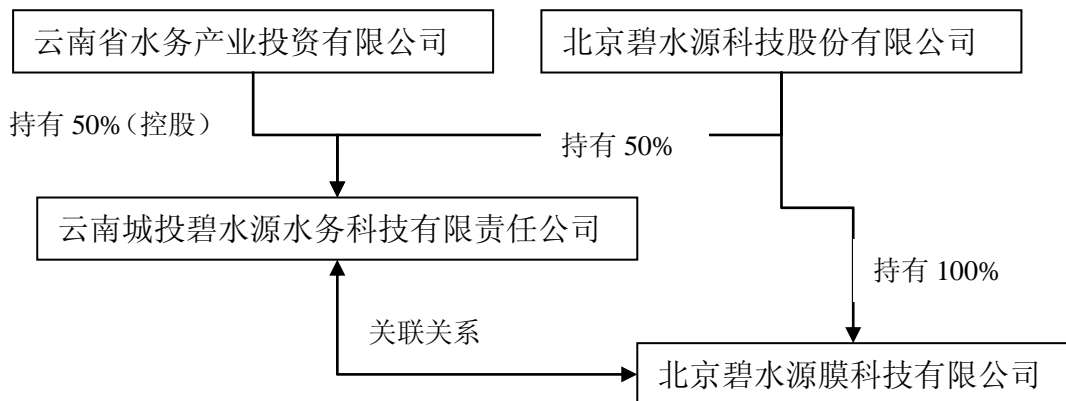 云南省水务产业投资有限公司
北京碧水源科技股份有限公司
持有 50%（控股）
持有 50%
云南城投碧水源水务科技有限责任公司
持有 100%
关联关系
北京碧水源膜科技有限公司